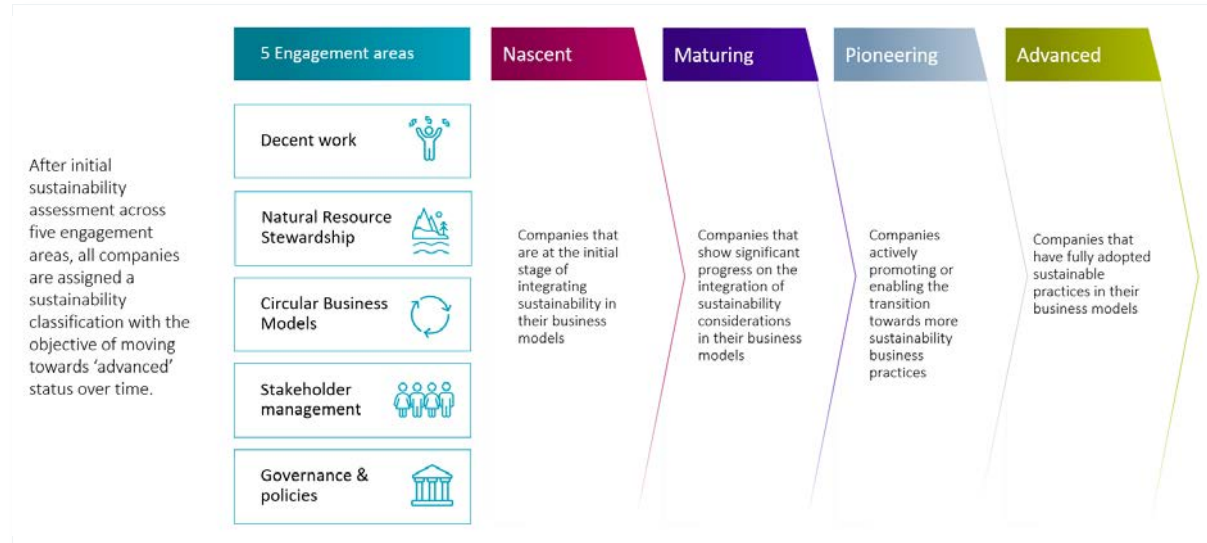 After initial
sustainability
assessment across
five engagement
areas, all companies
are assigned a
sustainability
classification with the
objective of moving
towards ‘advanced’
status over time.
5 Engagement areas
Decent work
Natural Resource
Stewardship
Circular Business
Models
Stakeholder
management
Governance &
policies
Nascent
Companies that
are at the initial
stage of
integrating
sustainability in
their business
models
Maturing
Companies that
show significant
progress on the
integration of
sustainability
considerations
in their business
models
Pioneering
Companies
actively
promoting or
enabling the
transition
towards more
sustainability
business
practices
Advanced
Companies that
have fully adopted
sustainable
practices in their
business models